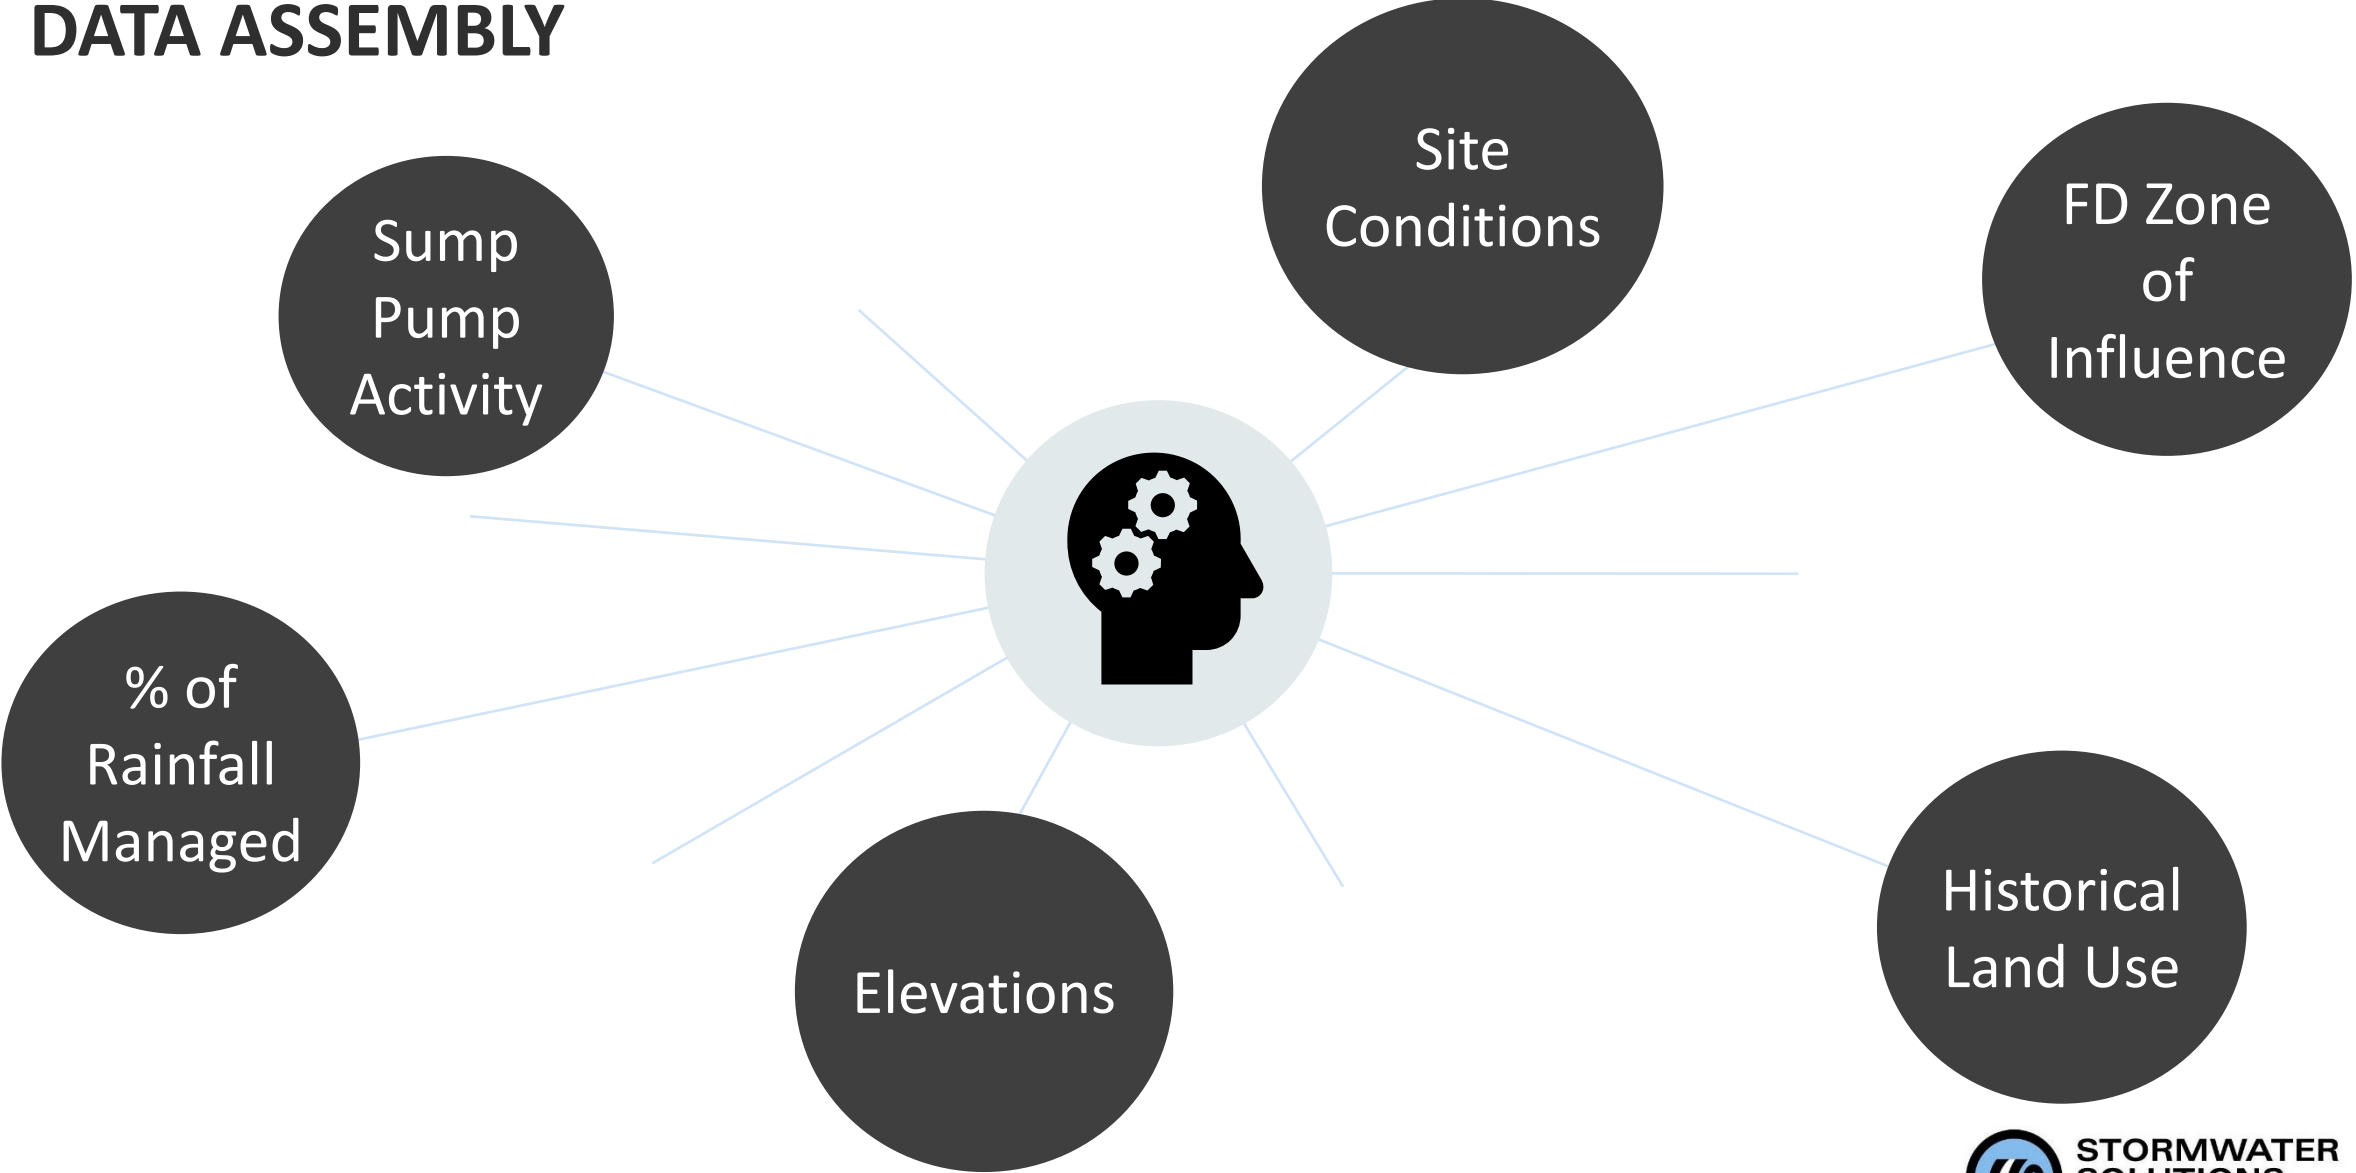 DATA ASSEMBLY
Site
Conditions
FD Zone
of
Influence
Sump
Pump
Activity
% of
Rainfall
Managed
Elevations
Historical
Land Use
STORMWATER
SOLUTIONS